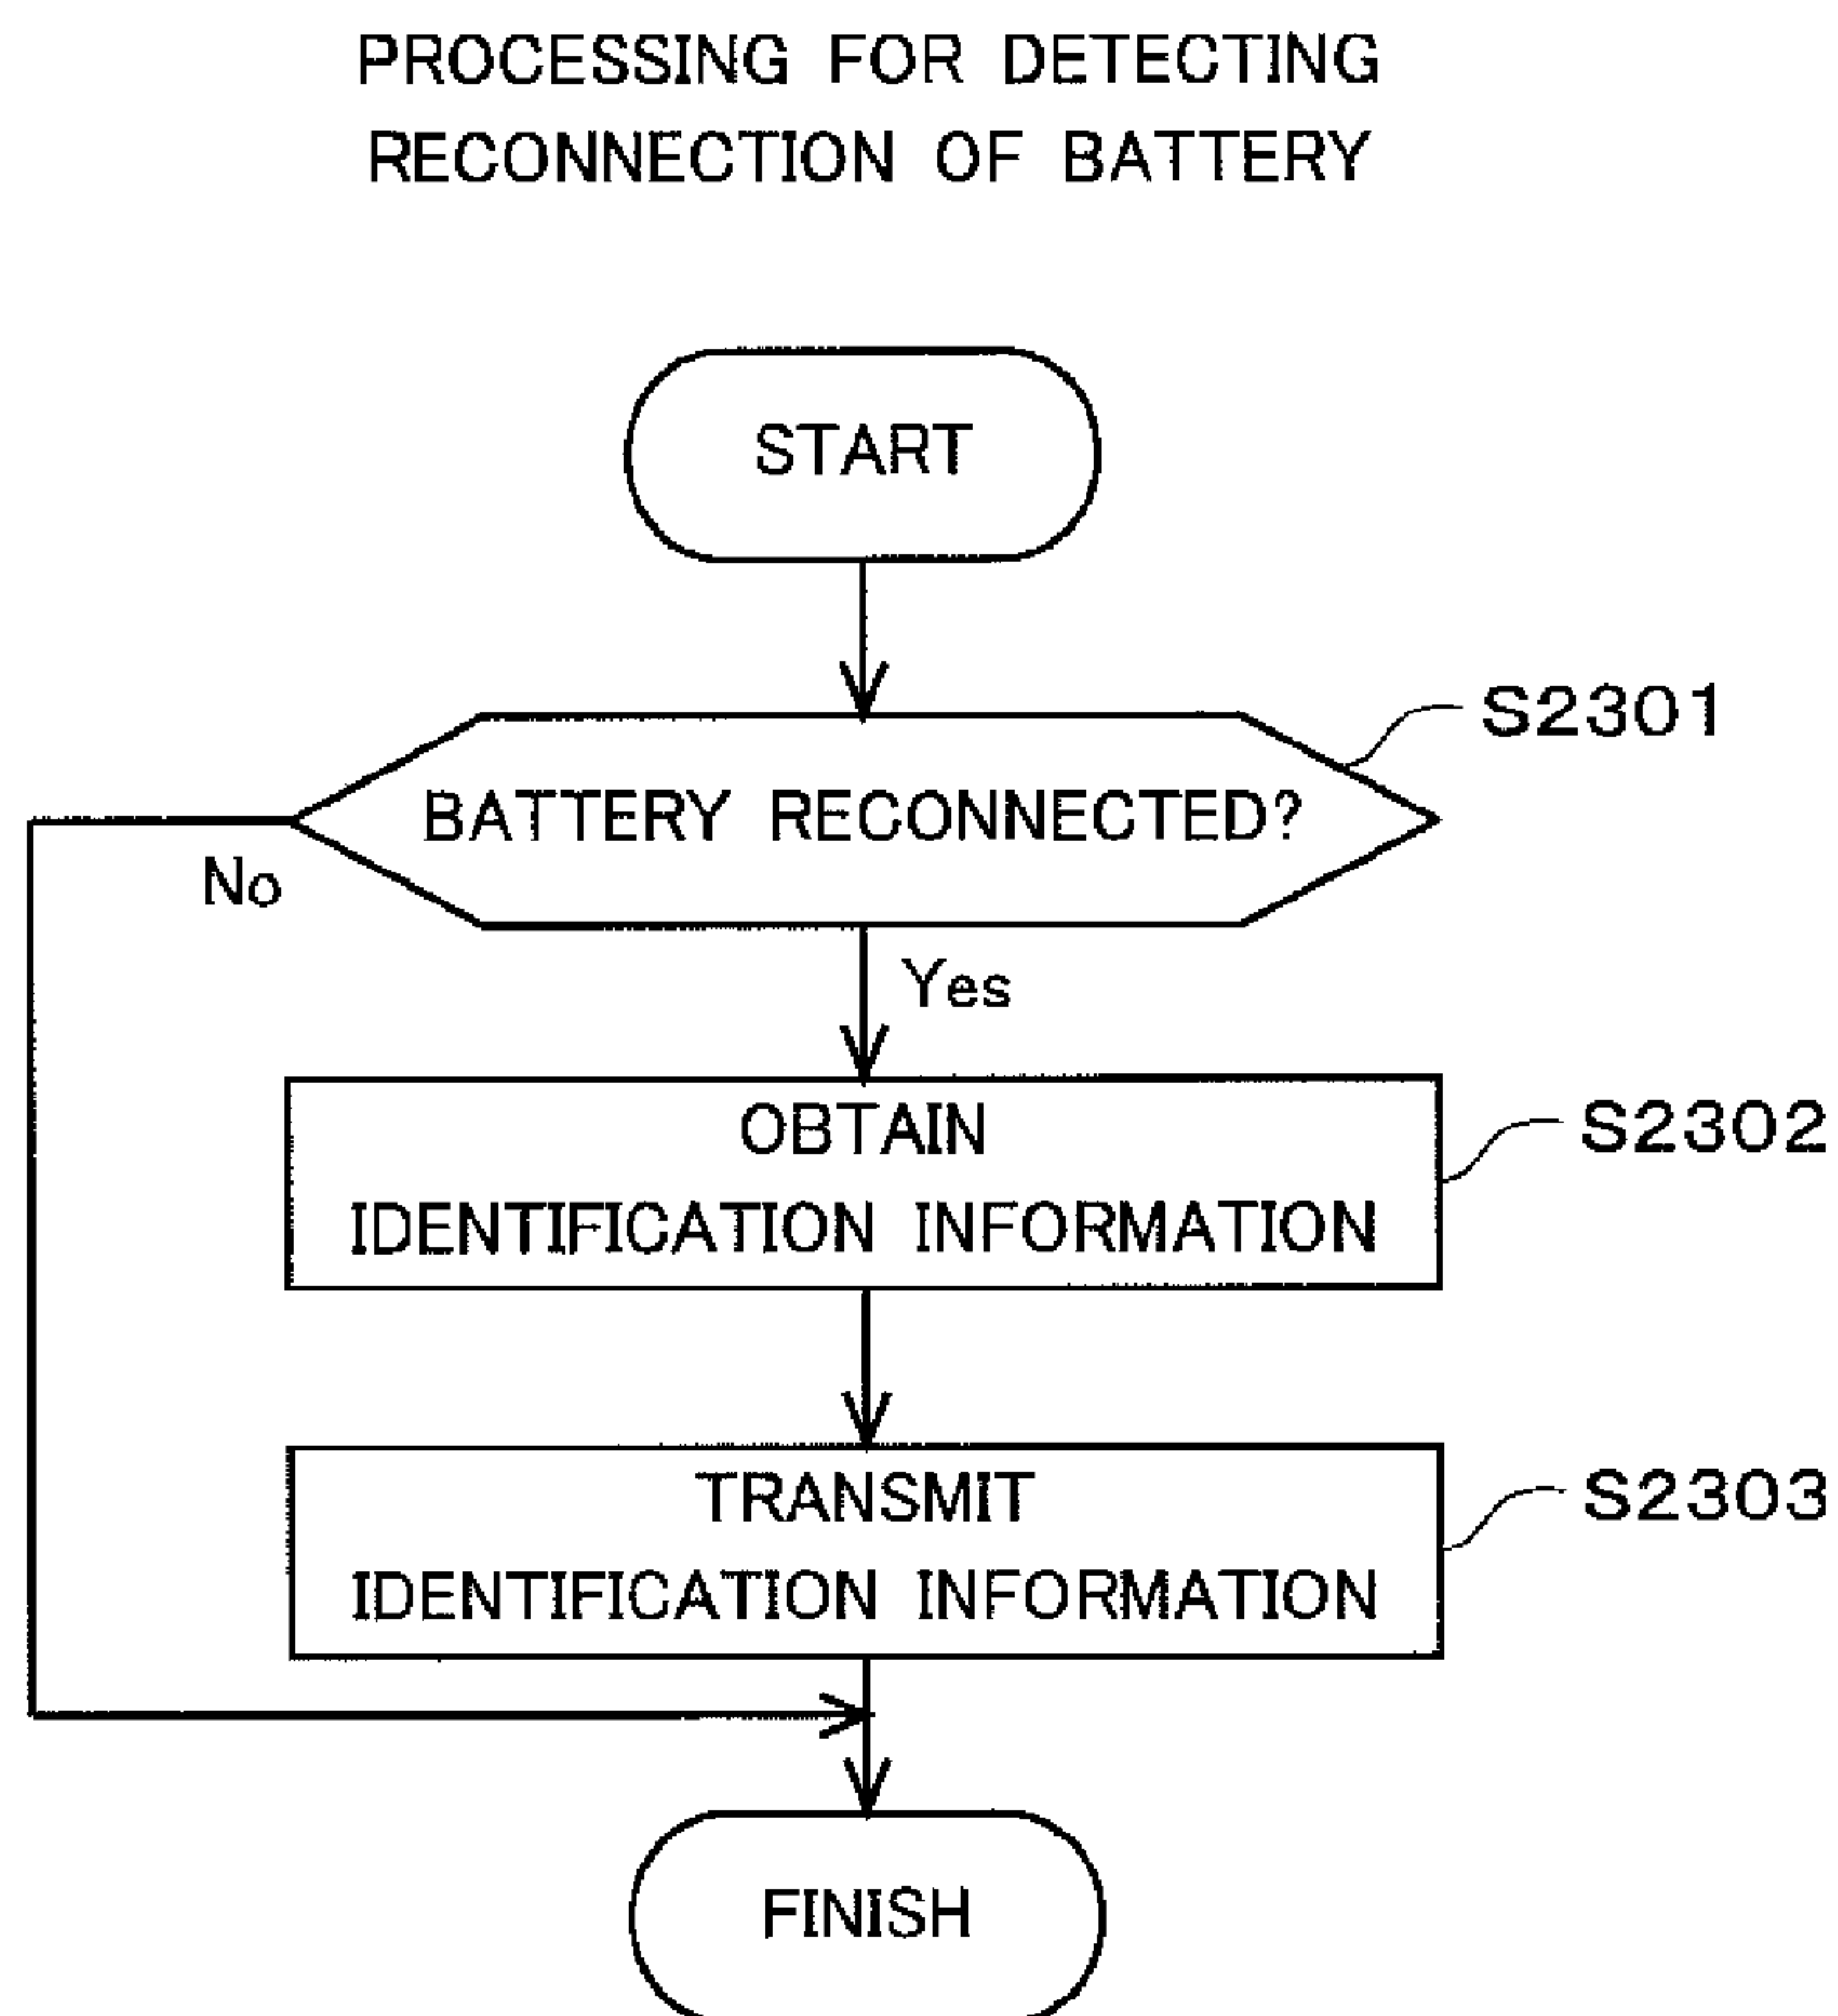 PROCESSING FOR DETECTING
RECONNECTION OF BATTERY
START
S2301
BATTERY RECONNECTED?
No
Yes
OBTAIN
IDENTIFICATION INFORMATION
S2302
TRANSMIT
IDENTIFICATION INFORMATION
S2303
FINISH